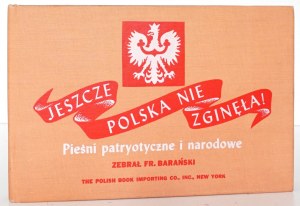 JESZCZE
POLSKA NIE
ZGINĘŁA!
Pieśni patryotyczne i narodowe
ZEBRAŁ FR. BARAŃSKI
THE POLISH BOOK IMPORTING CO., INC., NEW YORK